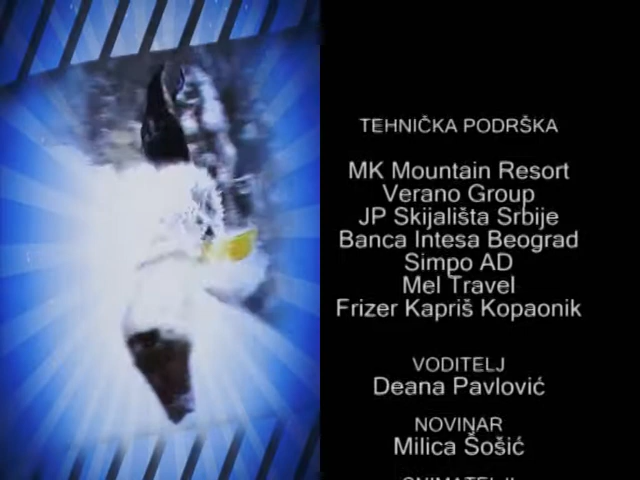 TEHNIČKA PODRŠKA
MK Mountain Resort
Verano Group
JP Skijališta Srbije
Banca Intesa Beograd
Simpo AD
Mel Travel
Frizer Kapriš Kopaonik
VODITELJ
Deana Pavlović
NOVINAR
Milica Šošić